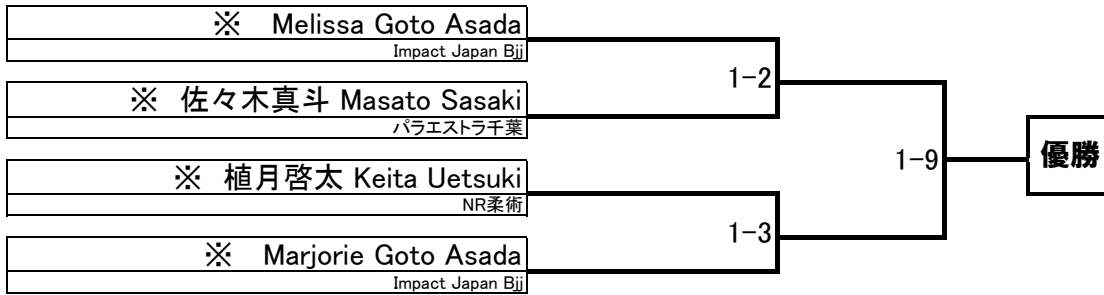 ※ Melissa Goto Asada
Impact Japan Bjj
1-2
※ 佐々木真斗 Masato Sasaki
パラエストラ千葉
1-9
優勝
※ 植月啓太 Keita Uetsuki
NR柔術
1-3
※ Marjorie Goto Asada
Impact Japan Bjj